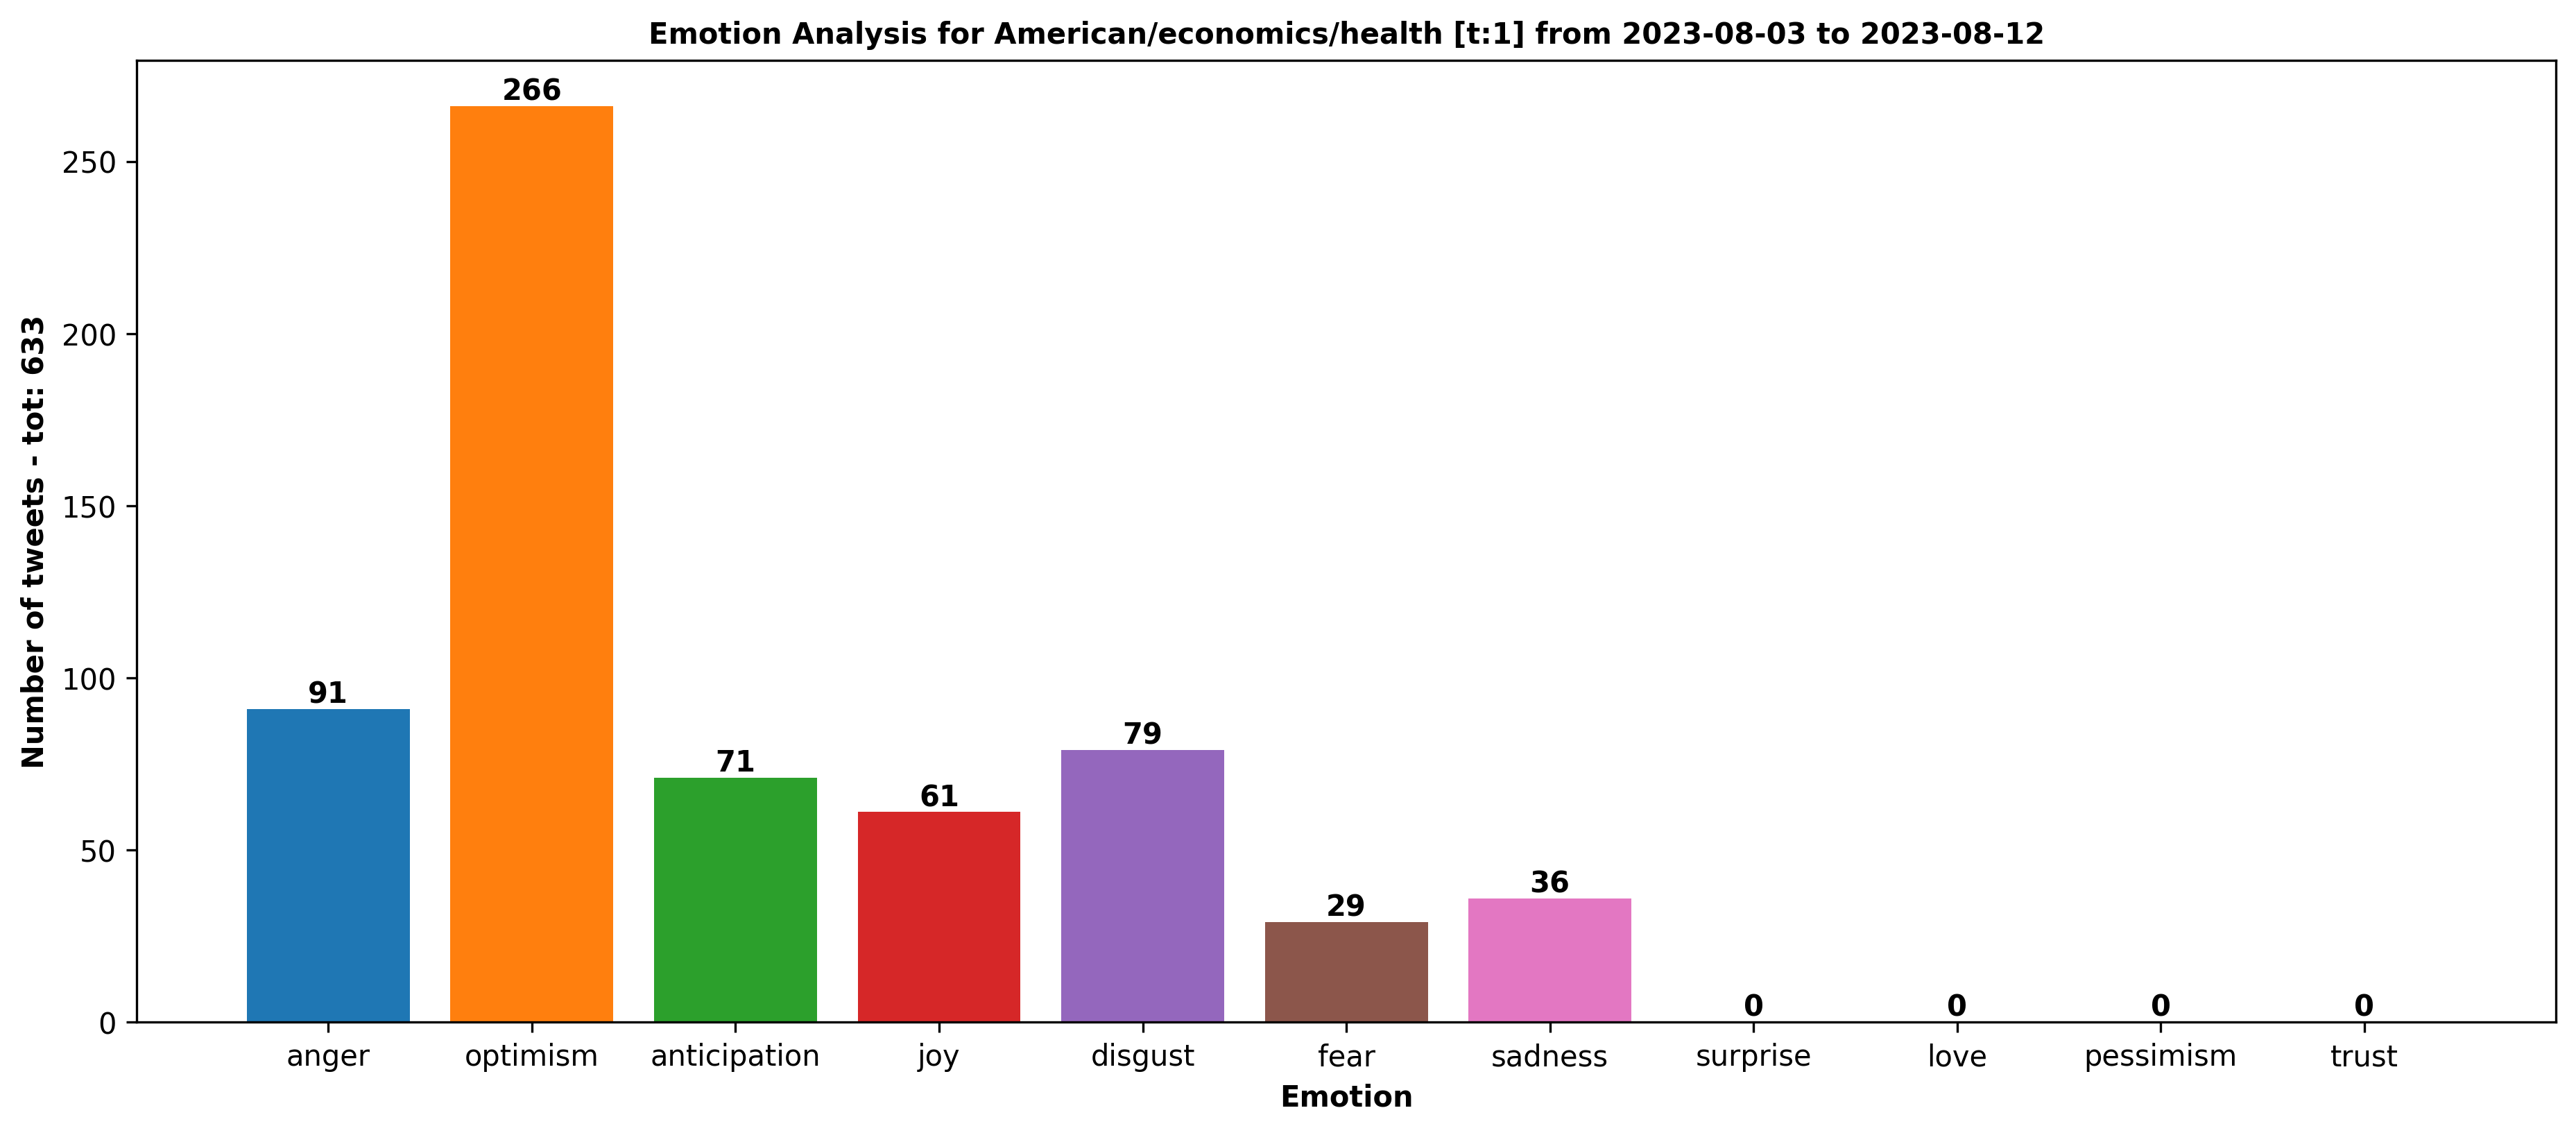 Emotion Analysis for American/economics/health [t:1] from 2023-08-03 to 2023-08-12
Number of tweets - tot: 633
250
200
150
100
50
0
91
266
71
61
79
29
36
0
0
0
0
anger
optimism
anticipation
joy
disgust
fear
sadness
surprise
love
pessimism
trust
Emotion